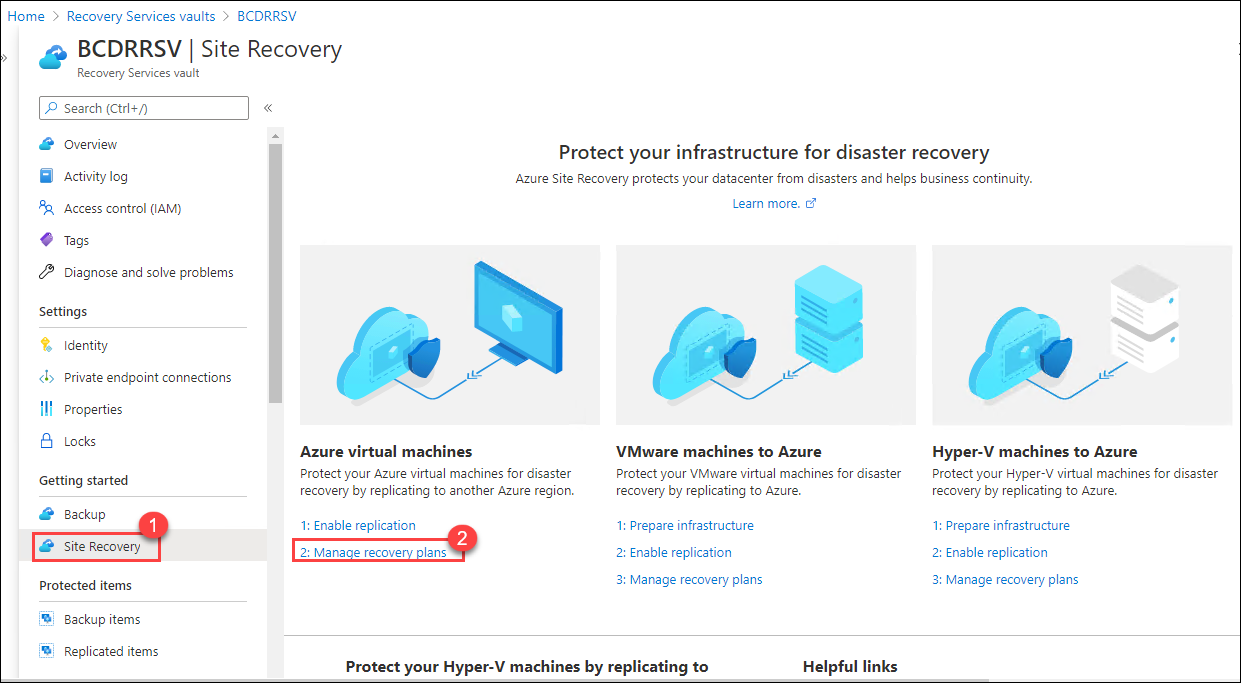 Home > Recovery Services vaults > BCDRRSV
»
BCDRRSV | Site Recovery
Recovery Services vault
Search (Ctrl+/)
«
Overview
Activity log
Access control (IAM)
Tags
Diagnose and solve problems
Settings
Identity
Private endpoint connections
Properties
Locks
Getting started
Backup
1
Site Recovery
Protected items
Backup items
Replicated items
Protect your infrastructure for disaster recovery
Azure Site Recovery protects your datacenter from disasters and helps business continuity.
Learn more.
Azure virtual machines
Protect your Azure virtual machines for disaster
recovery by replicating to another Azure region.
1: Enable replication
2
2: Manage recovery plans
VMware machines to Azure
Protect your VMware virtual machines for disaster
recovery by replicating to Azure.
1: Prepare infrastructure
2: Enable replication
3: Manage recovery plans
Hyper-V machines to Azure
Protect your Hyper-V virtual machines for disaster
recovery by replicating to Azure.
1: Prepare infrastructure
2: Enable replication
3: Manage recovery plans
Protect your Hyper-V machines by replicating to
Helpful links